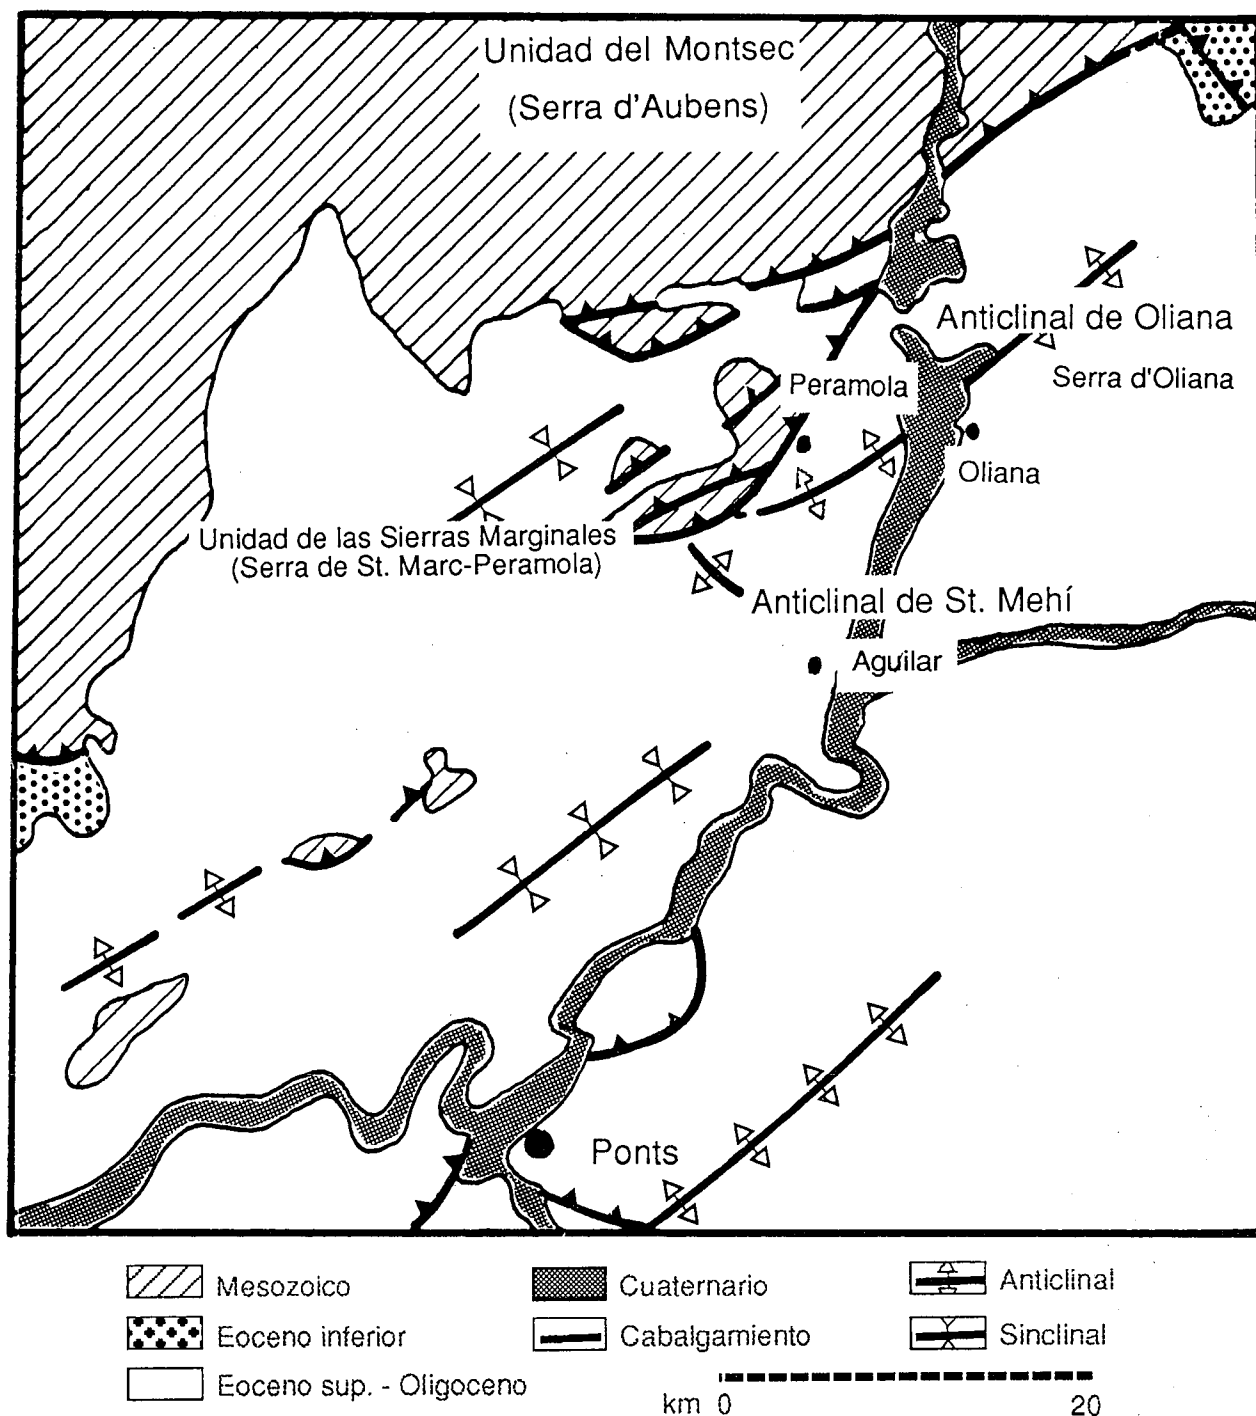 Unidad del Montsec
(Serra d'Aubens)
Anticlinal de Oliana
Serra d'Oliana
Peramola
Oliana
Unidad de las Sierras Marginales
(Serra de St. Marc-Peramola)
Anticlinal de St. Mehí
Aguilar
Ponts
Mesozoico
Cuaternario
Anticlinal
Eoceno inferior
Cabalgamiento
Sinclinal
Eoceno sup. - Oligoceno
km 0 20